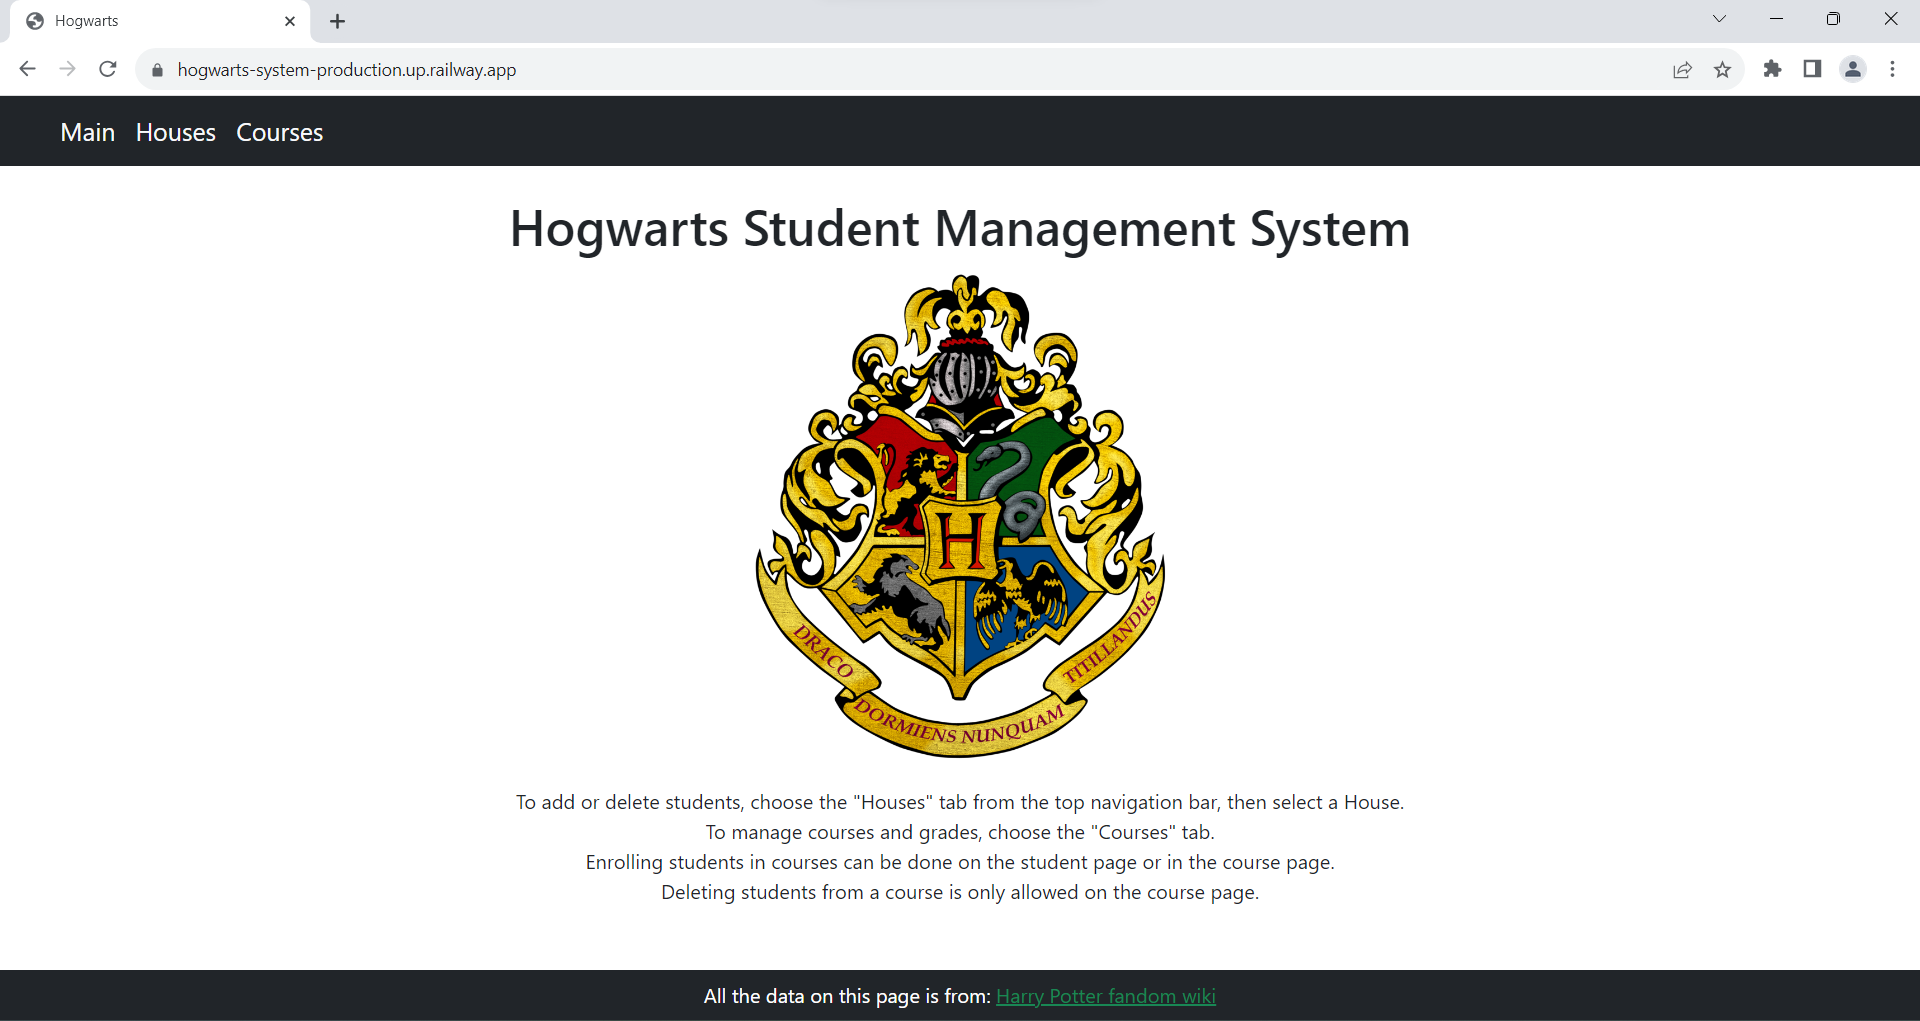 Hogwarts
hogwarts-system-production.up.railway.app
Main Houses Courses
Hogwarts Student Management System
H
DRACO
DORMIENS NUNQUAM
TITILLANDUS
To add or delete students, choose the "Houses" tab from the top navigation bar, then select a House.
To manage courses and grades, choose the "Courses" tab.
Enrolling students in courses can be done on the student page or in the course page.
Deleting students from a course is only allowed on the course page.
All the data on this page is from: Harry Potter fandom wiki